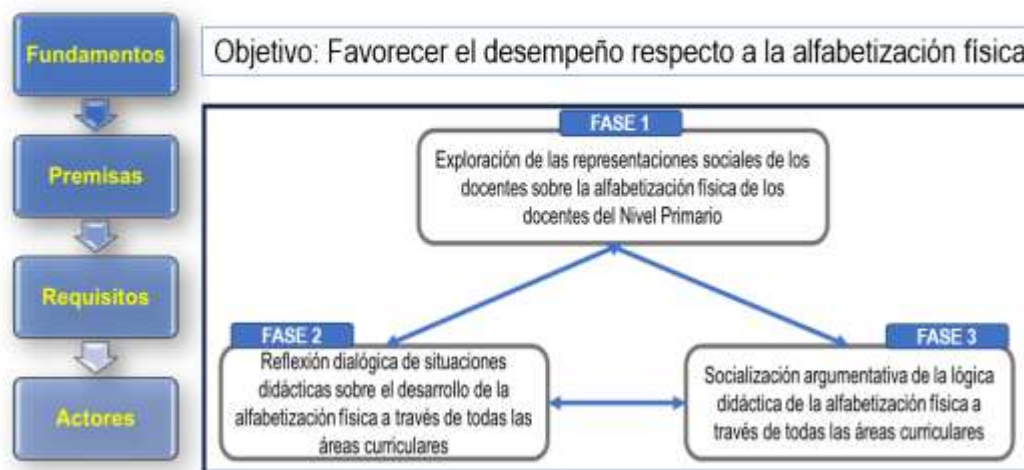 Fundamentos
Premisas
Requisitos
Actores
Objetivo: Favorecer el desempeño respecto a la alfabetización física
FASE 1
Exploración de las representaciones sociales de los
docentes sobre la alfabetización física de los
docentes del Nivel Primario
FASE 2
Reflexión dialógica de situaciones
didácticas sobre el desarrollo de la
alfabetización física a través de todas las
áreas curriculares
FASE 3
Socialización argumentativa de la lógica
didáctica de la alfabetización física a
través de todas las áreas curriculares